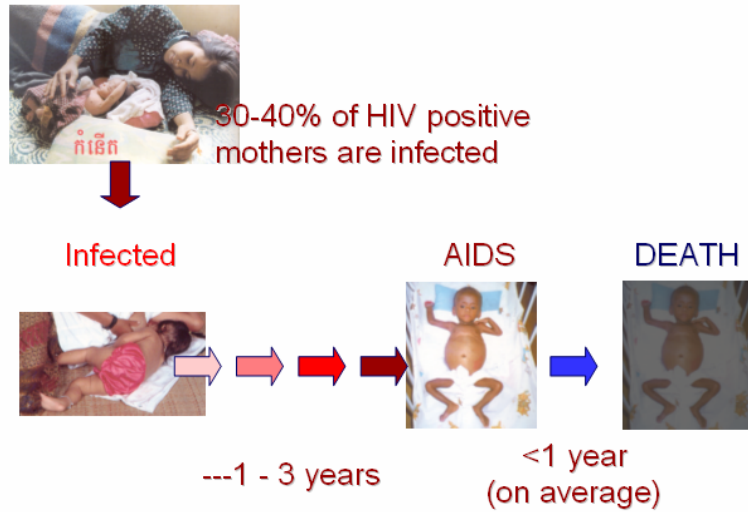 កំនើត
30-40% of HIV positive
mothers are infected
Infected
AIDS
DEATH
---1 - 3 years
<1 year
(on average)